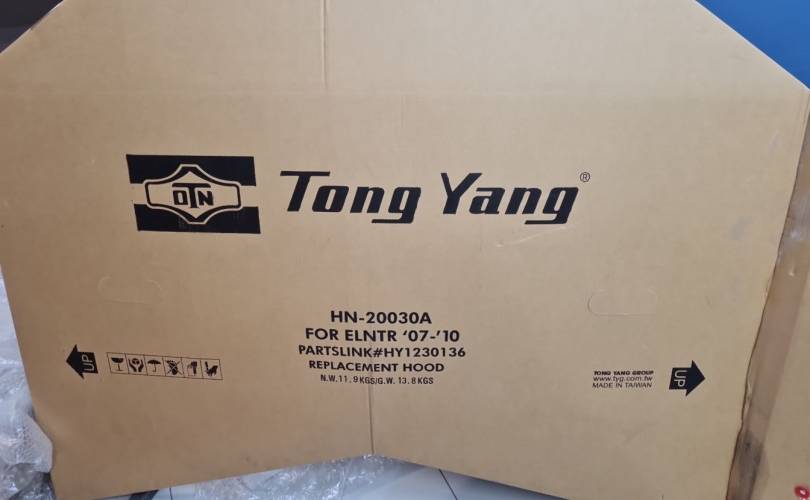 OTN Tong Yang®
HN-20030A
FOR ELNTR '07-'10
PARTSLINK#HY1230136
REPLACEMENT HOOD
N.W.11.9KGS/G.W.13.8KGS
UP
TONG YANG GROUP
www.tyg.com.tw
MADE IN TAIWAN
UP